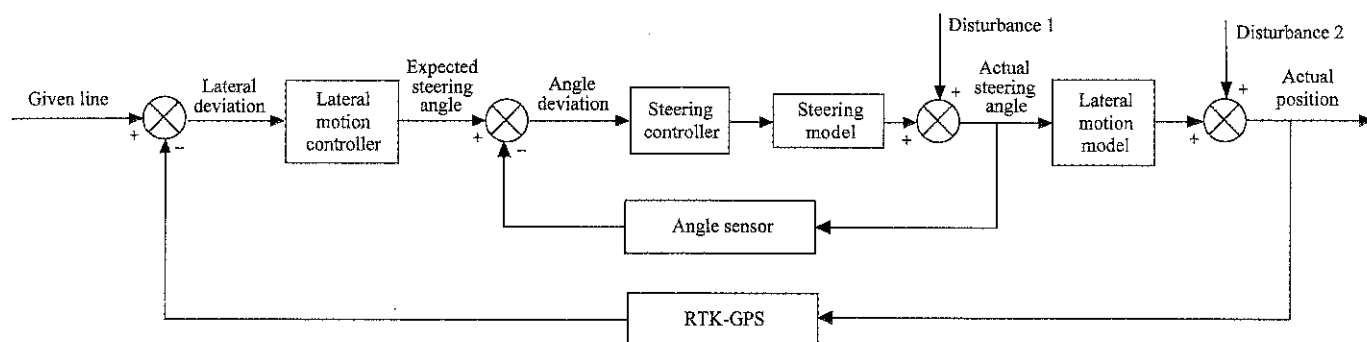 Disturbance 1
Disturbance 2
Given line
+
−
Lateral
deviation
Lateral
motion
controller
Expected
steering
angle
+
−
Angle
deviation
Steering
controller
Steering
model
+
+
Actual
steering
angle
Lateral
motion
model
+
+
Actual
position
Angle sensor
RTK-GPS